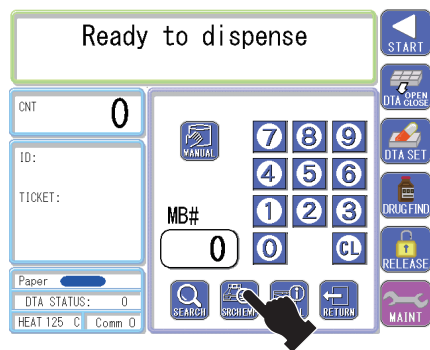 Ready to dispense
START
DTA OPEN
CLOSE
CNT 0
MANUAL
7 8 9
DTA SET
ID:
4 5 6
TICKET:
MB#
1 2 3
DRUG FIND
0
0 CL
RELEASE
Paper
DTA STATUS: 0
SEARCH
RETURN
MAINT
HEAT 125 C Comm 0